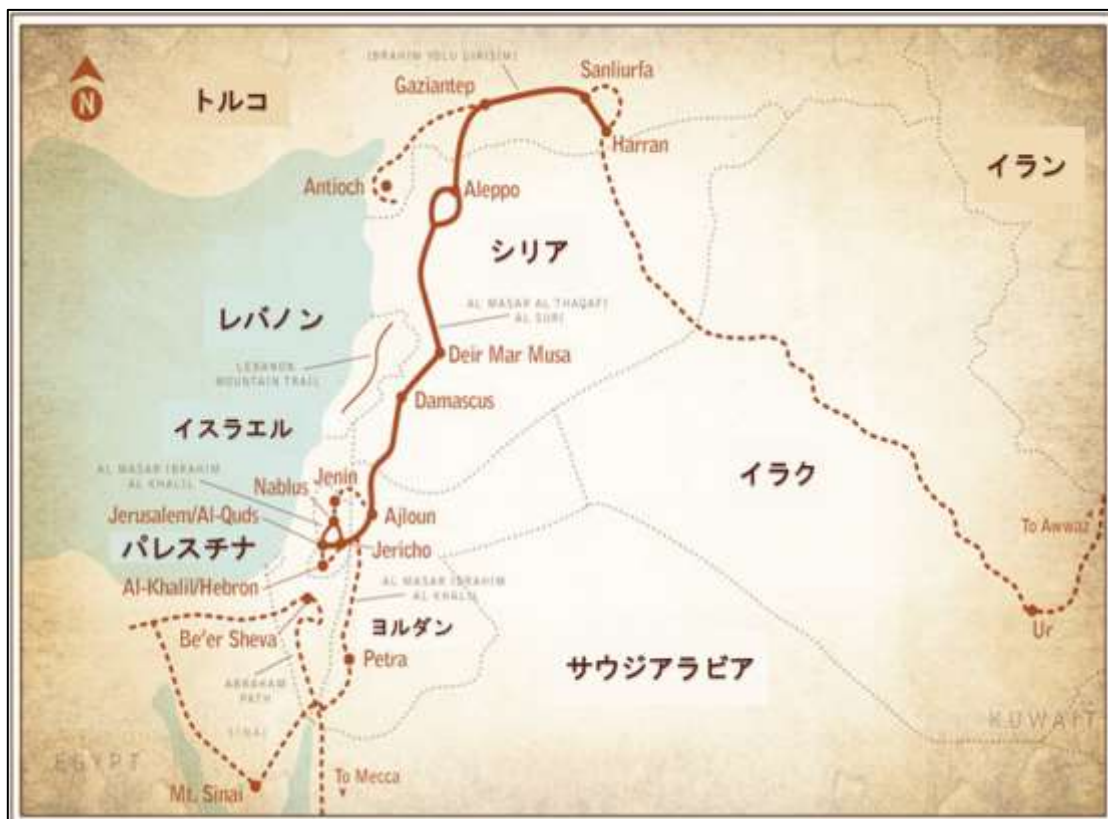 IBRAHIM YOLU GIRISIMI
Sanliurfa
Gaziantep
N
トルコ
Harran
イラン
Antioch
Aleppo
シリア
レバノン
AL MASAR AL THAQAFI
AL SURI
Deir Mar Musa
LEBANON
MOUNTAIN TRAIL
Damascus
イスラエル
AL MASAR IBRAHIM
AL KHALIL
イラク
Jenin
Nablus
Jerusalem/Al-Quds
Ajloun
To Awwaz
パレスチナ
Jericho
Al-Khalil/Hebron
AL MASAR IBRAHIM
AL KHALIL
ヨルダン
Be'er Sheva
Ur
Petra
サウジアラビア
ABRAHAM
PATH
SINAI
KUWAIT
EGYPT
To Mecca
Mt. Sinai